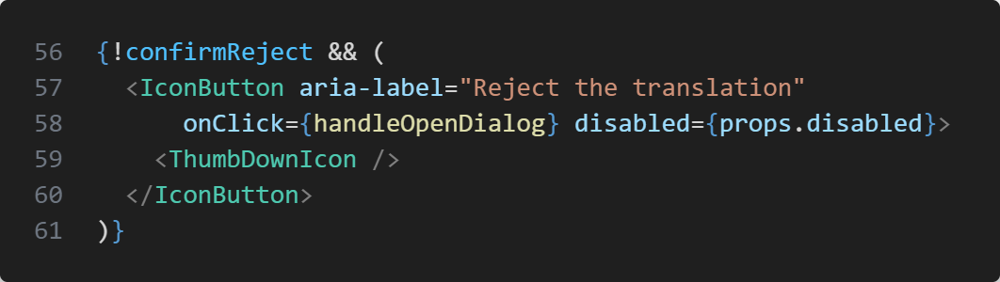 56 {!confirmReject && (
57   <IconButton aria-label="Reject the translation"
58       onClick={handleOpenDialog} disabled={props.disabled}>
59     <ThumbDownIcon />
60   </IconButton>
61 )}